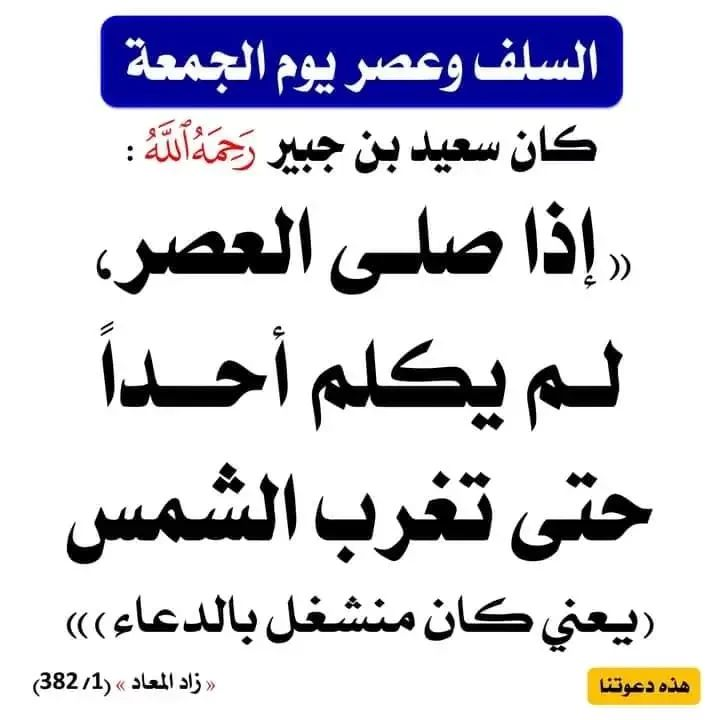 السلف وعصر يوم الجمعة
كان سعيد بن جبير رَحِمَهُ ٱللَّهُ :
(( إذا صلى العصر،
لم يكلم أحداً
حتى تغرب الشمس
(يعني كان منشغل بالدعاء)))
« زاد المعاد » (382/1)
هذه دعوتنا